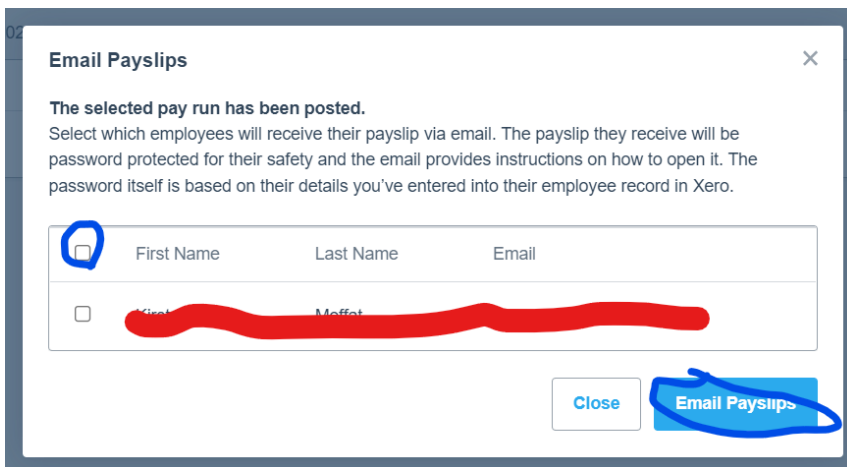 02
Email Payslips
The selected pay run has been posted.
Select which employees will receive their payslip via email. The payslip they receive will be
password protected for their safety and the email provides instructions on how to open it. The
password itself is based on their details you've entered into their employee record in Xero.
First Name Last Name Email
Close Email Payslips